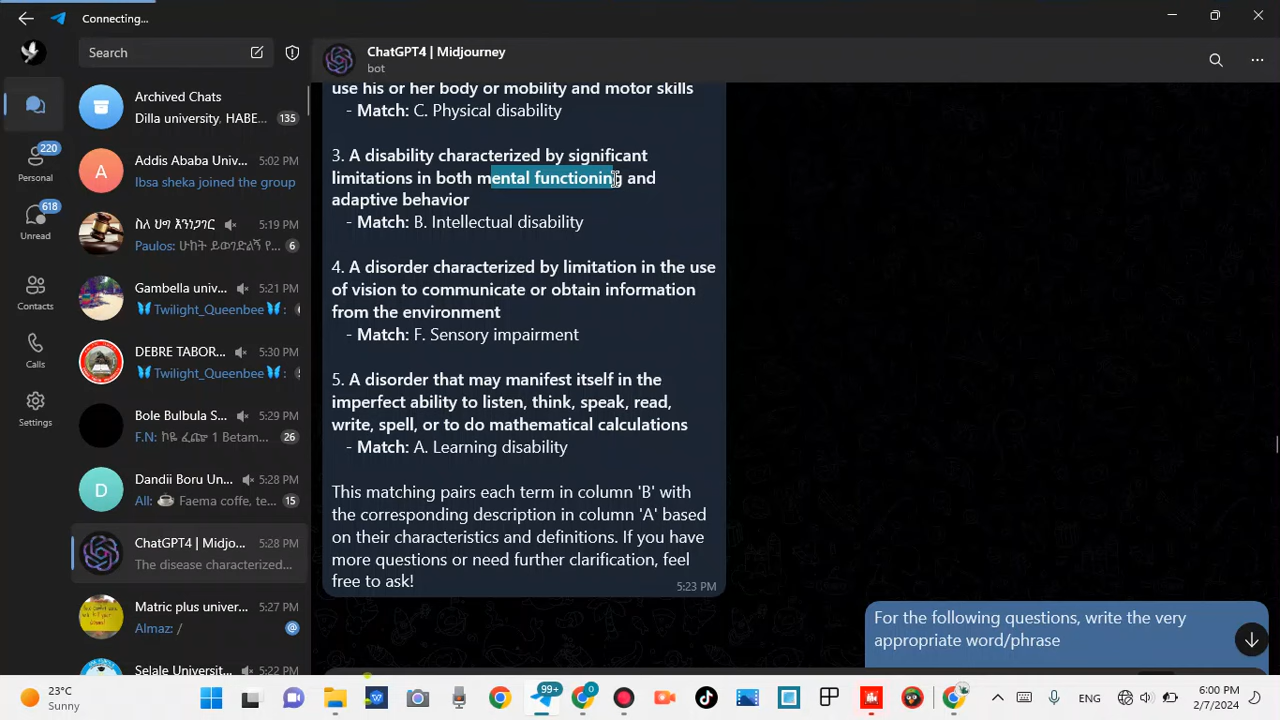 Connecting...
Search
ChatGPT4 | Midjourney
bot
Archived Chats
Dilla university. HABE...
135
220
Personal
618
Unread
Contacts
Calls
Settings
Addis Ababa Univ...
5:02 PM
Ibsa sheka joined the group
ስለ ህግ እንነጋገር
5:19 PM
Paulos: ሁከት ይወገድልኝ የ...
6
Gambella univ...
5:21 PM
Twilight_Queenbee :
DEBRE TABOR...
5:30 PM
Twilight_Queenbee :
Bole Bulbula S...
5:29 PM
F.N: ከዪ ፈጩ 1 Betam...
26
Dandii Boru Un...
5:28 PM
All: Faema coffe, te...
15
ChatGPT4 | Midjo...
5:28 PM
The disease characterized...
Matric plus univer...
5:27 PM
Almaz: /
@
Selale Universit...
5:22 PM
use his or her body or mobility and motor skills
- Match: C. Physical disability
3. A disability characterized by significant
limitations in both mental functioning and
adaptive behavior
- Match: B. Intellectual disability
4. A disorder characterized by limitation in the use
of vision to communicate or obtain information
from the environment
- Match: F. Sensory impairment
5. A disorder that may manifest itself in the
imperfect ability to listen, think, speak, read,
write, spell, or to do mathematical calculations
- Match: A. Learning disability
This matching pairs each term in column 'B' with
the corresponding description in column 'A' based
on their characteristics and definitions. If you have
more questions or need further clarification, feel
free to ask!
5:23 PM
For the following questions, write the very
appropriate word/phrase
23°C
Sunny
99+
ENG
6:00 PM
2/7/2024